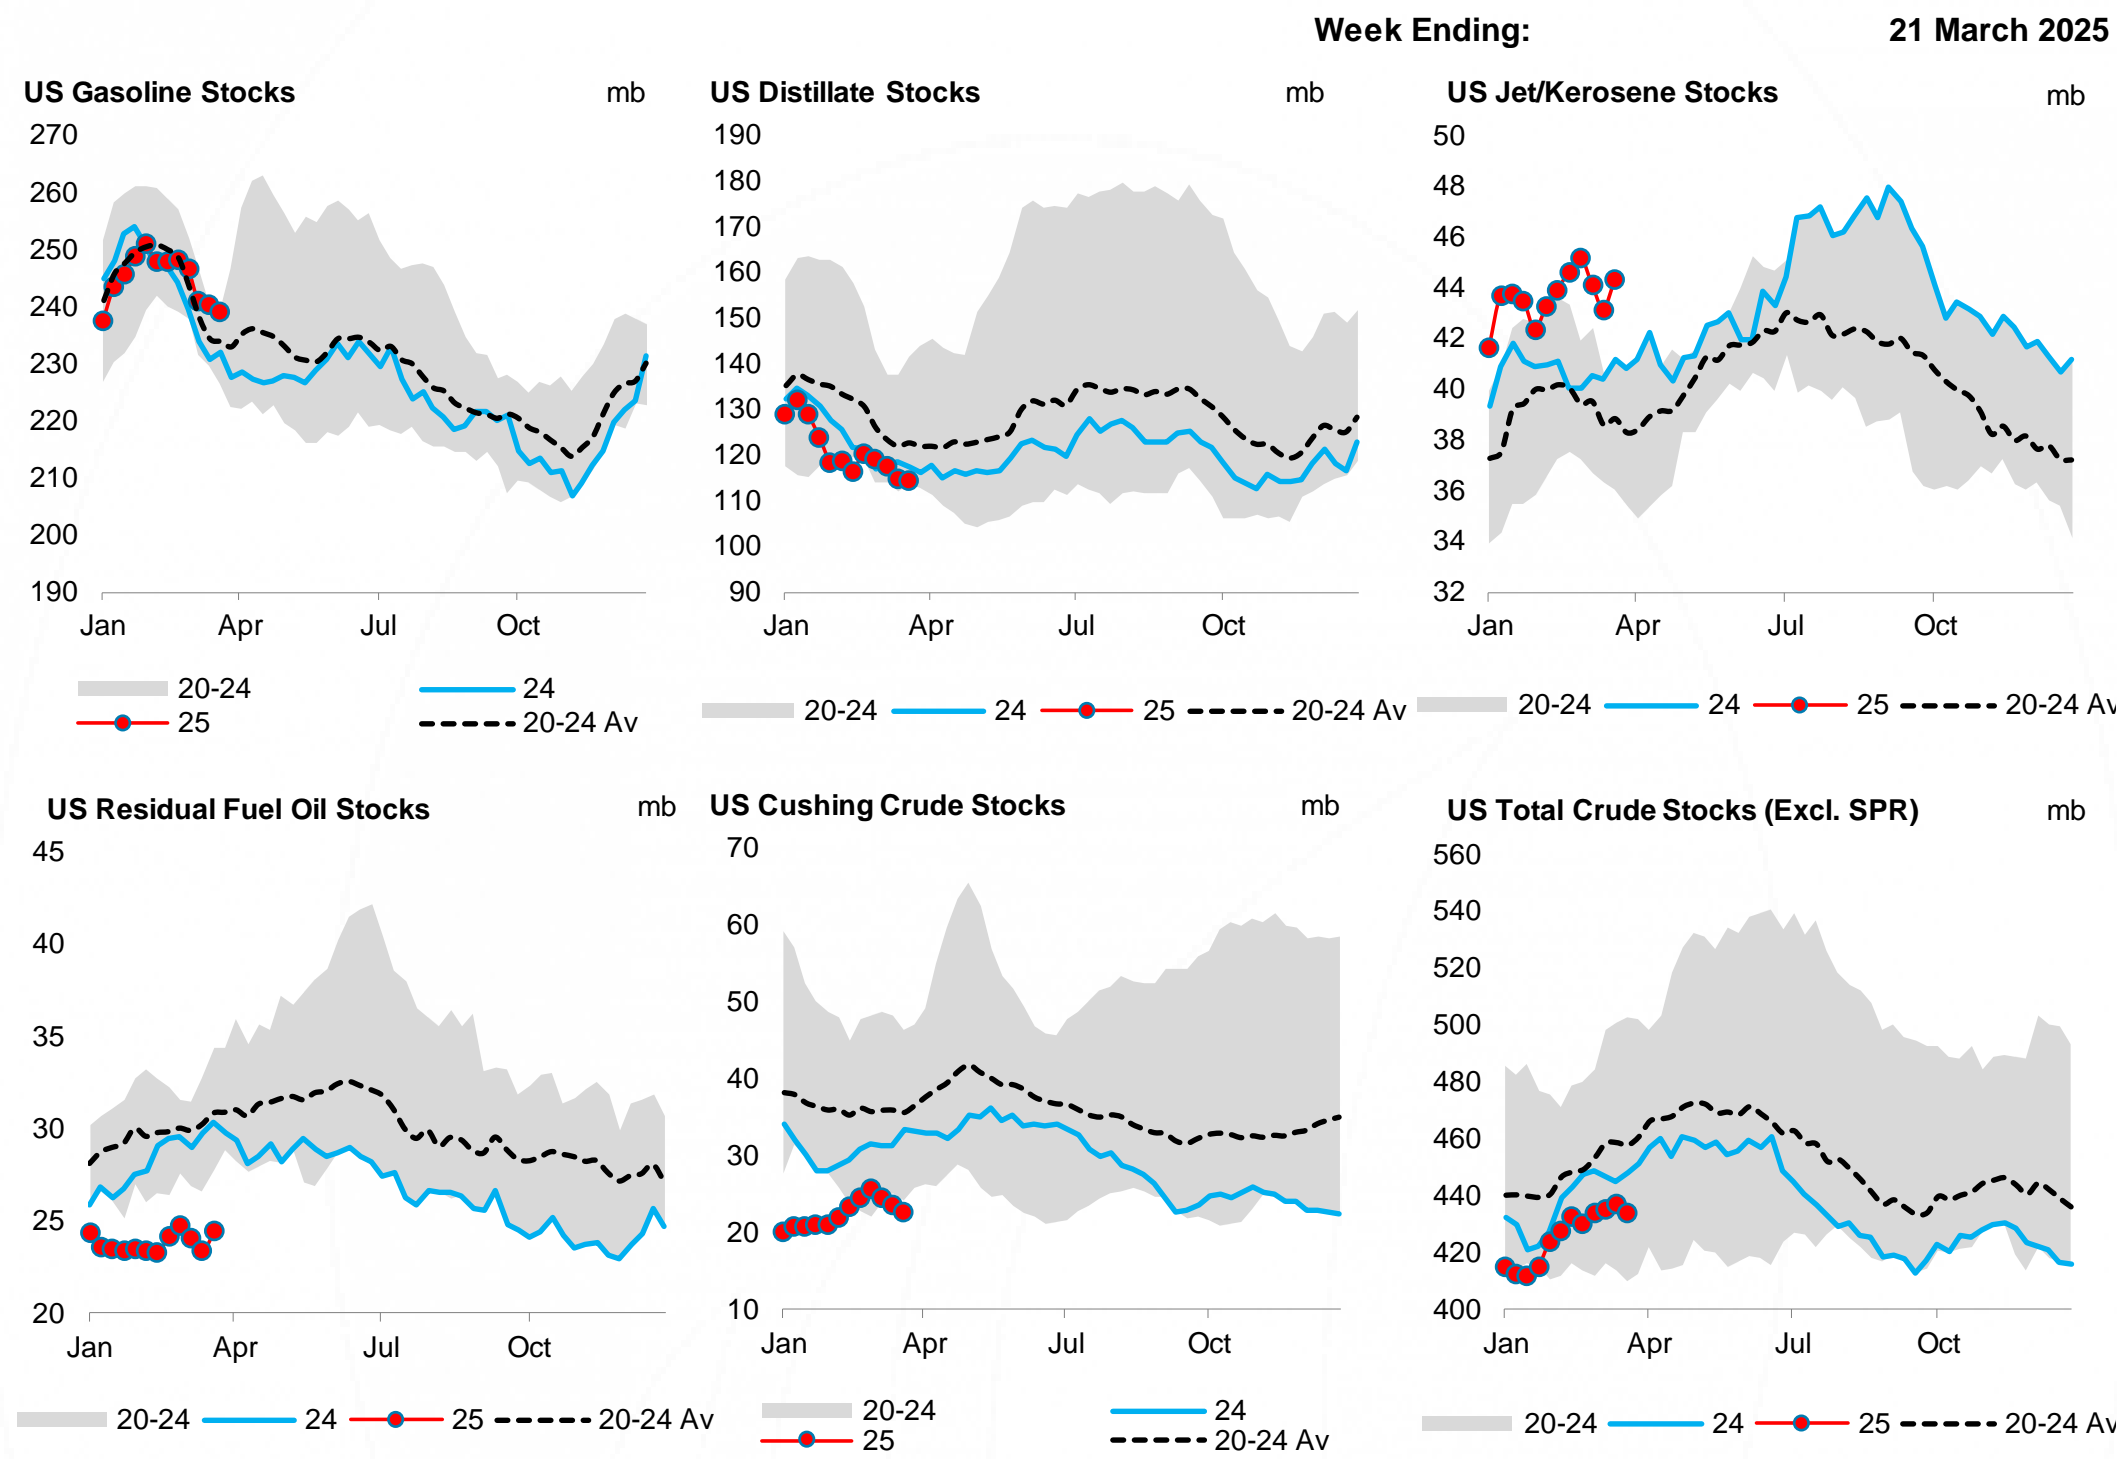 Week Ending: 21 March 2025
US Gasoline Stocks mb
270
260
250
240
230
220
210
200
190
Jan Apr Jul Oct
20-24 24
25 20-24 Av
US Distillate Stocks mb
190
180
170
160
150
140
130
120
110
100
90
Jan Apr Jul Oct
20-24 24 25 20-24 Av
US Jet/Kerosene Stocks mb
50
48
46
44
42
40
38
36
34
32
Jan Apr Jul Oct
20-24 24 25 20-24 Av
US Residual Fuel Oil Stocks mb
45
40
35
30
25
20
Jan Apr Jul Oct
20-24 24 25 20-24 Av
US Cushing Crude Stocks mb
70
60
50
40
30
20
10
Jan Apr Jul Oct
20-24 24
25 20-24 Av
US Total Crude Stocks (Excl. SPR) mb
560
540
520
500
480
460
440
420
400
Jan Apr Jul Oct
20-24 24 25 20-24 Av